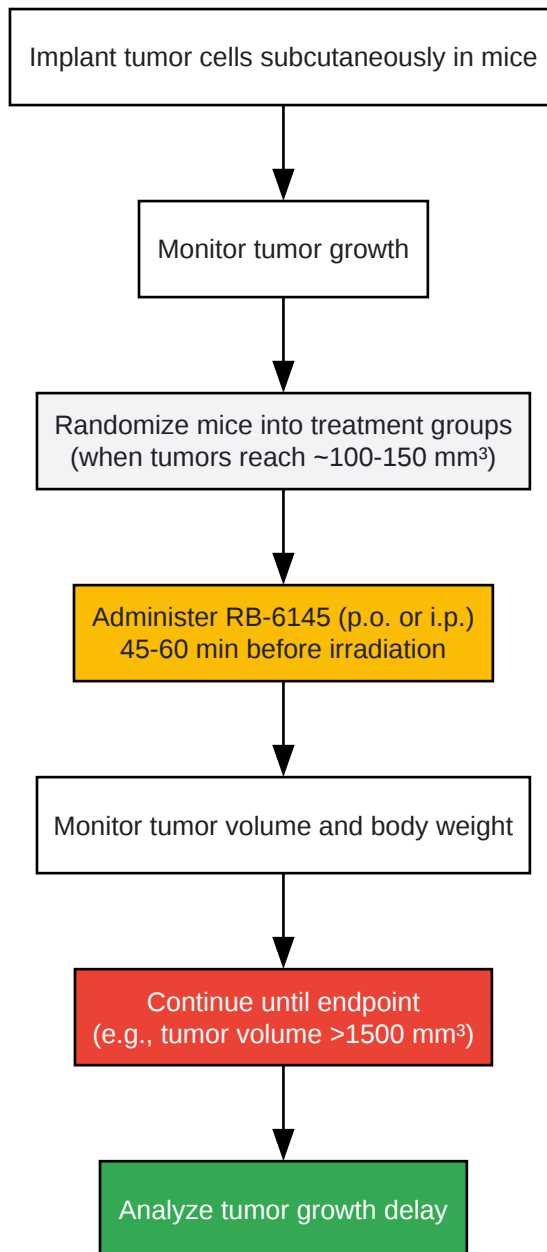 Implant tumor cells subcutaneously in mice
Monitor tumor growth
Randomize mice into treatment groups
(when tumors reach ~100-150 mm³)
Administer RB-6145 (p.o. or i.p.)
45-60 min before irradiation
Monitor tumor volume and body weight
Continue until endpoint
(e.g., tumor volume >1500 mm³)
Analyze tumor growth delay